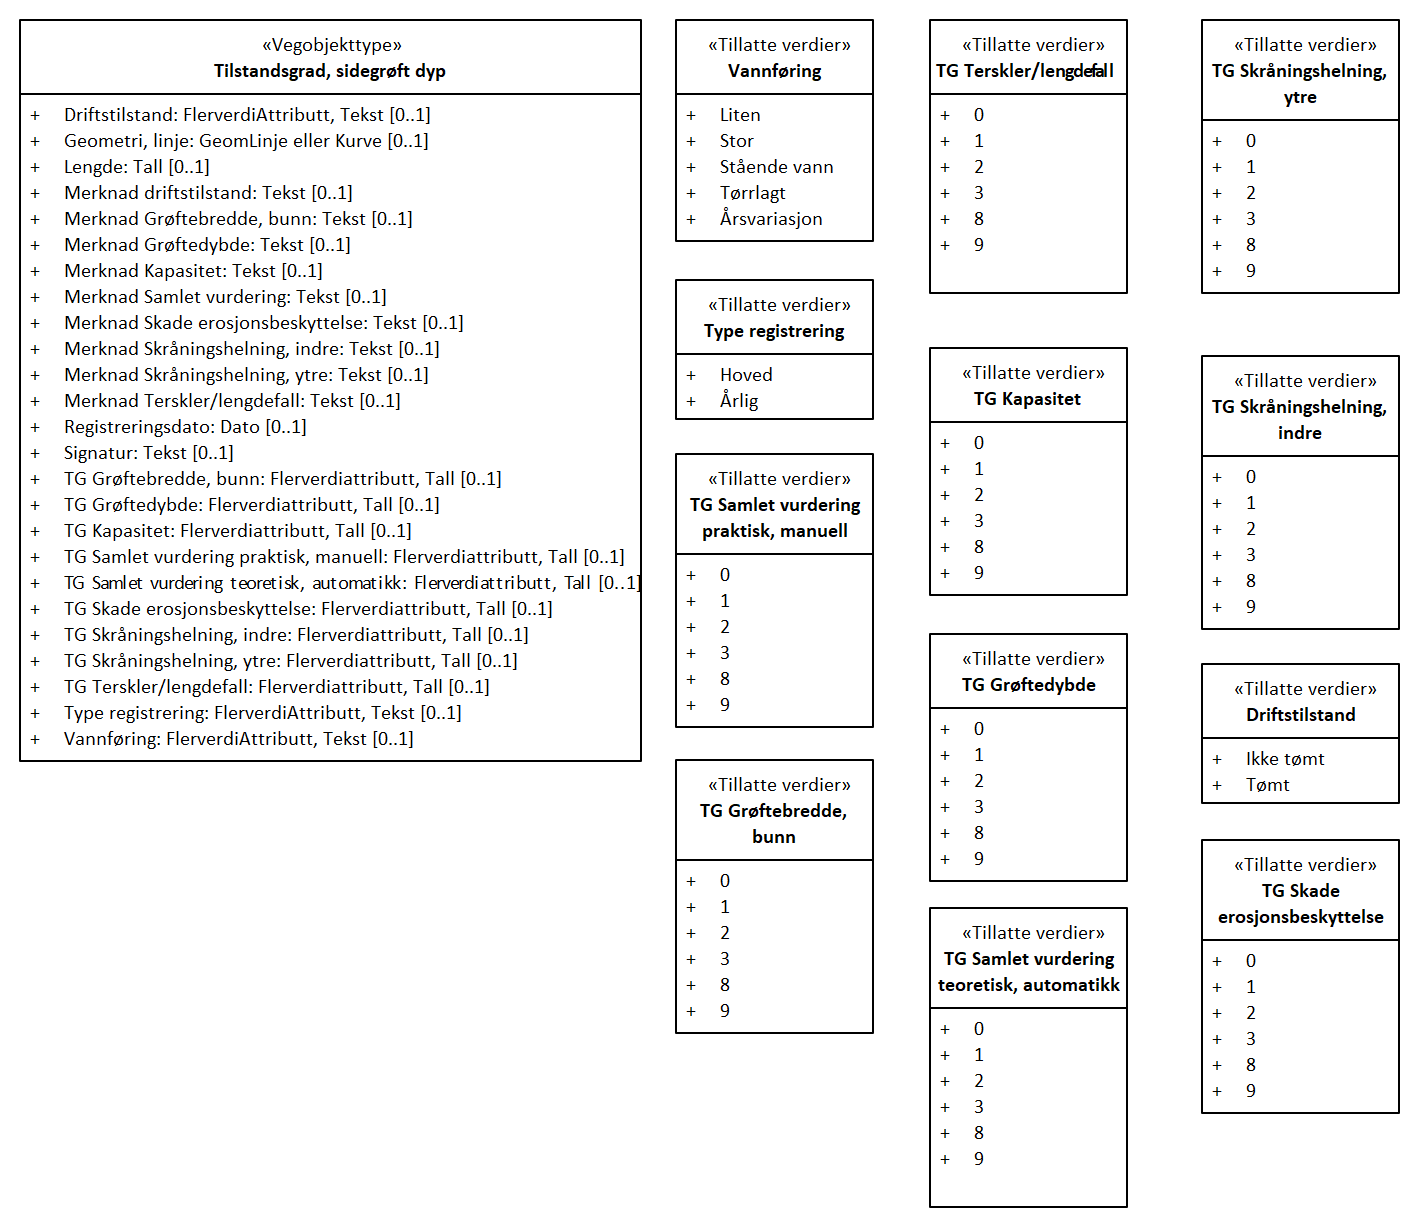 «Vegobjekttype»
Tilstandsgrad, sidegrøft dyp
+ Driftstilstand: FlerverdiAttributt, Tekst [0..1]
+ Geometri, linje: GeomLinje eller Kurve [0..1]
+ Lengde: Tall [0..1]
+ Merknad driftstilstand: Tekst [0..1]
+ Merknad Grøftebredde, bunn: Tekst [0..1]
+ Merknad Grøftedybde: Tekst [0..1]
+ Merknad Kapasitet: Tekst [0..1]
+ Merknad Samlet vurdering: Tekst [0..1]
+ Merknad Skade erosjonsbeskyttelse: Tekst [0..1]
+ Merknad Skråningshelning, indre: Tekst [0..1]
+ Merknad Skråningshelning, ytre: Tekst [0..1]
+ Merknad Terskler/lengdefall: Tekst [0..1]
+ Registreringsdato: Dato [0..1]
+ Signatur: Tekst [0..1]
+ TG Grøftebredde, bunn: Flerverdiattributt, Tall [0..1]
+ TG Grøftedybde: Flerverdiattributt, Tall [0..1]
+ TG Kapasitet: Flerverdiattributt, Tall [0..1]
+ TG Samlet vurdering praktisk, manuell: Flerverdiattributt, Tall [0..1]
+ TG Samlet vurdering teoretisk, automatikk: Flerverdiattributt, Tall [0..1]
+ TG Skade erosjonsbeskyttelse: Flerverdiattributt, Tall [0..1]
+ TG Skråningshelning, indre: Flerverdiattributt, Tall [0..1]
+ TG Skråningshelning, ytre: Flerverdiattributt, Tall [0..1]
+ TG Terskler/lengdefall: Flerverdiattributt, Tall [0..1]
+ Type registrering: FlerverdiAttributt, Tekst [0..1]
+ Vannføring: FlerverdiAttributt, Tekst [0..1]
«Tillatte verdier»
Vannføring
+ Liten
+ Stor
+ Stående vann
+ Tørrlagt
+ Årsvariasjon
«Tillatte verdier»
Type registrering
+ Hoved
+ Årlig
«Tillatte verdier»
TG Samlet vurdering
praktisk, manuell
+ 0
+ 1
+ 2
+ 3
+ 8
+ 9
«Tillatte verdier»
TG Grøftebredde,
bunn
+ 0
+ 1
+ 2
+ 3
+ 8
+ 9
«Tillatte verdier»
TG Terskler/lengdefall
+ 0
+ 1
+ 2
+ 3
+ 8
+ 9
«Tillatte verdier»
TG Kapasitet
+ 0
+ 1
+ 2
+ 3
+ 8
+ 9
«Tillatte verdier»
TG Grøftedybde
+ 0
+ 1
+ 2
+ 3
+ 8
+ 9
«Tillatte verdier»
TG Samlet vurdering
teoretisk, automatikk
+ 0
+ 1
+ 2
+ 3
+ 8
+ 9
«Tillatte verdier»
TG Skråningshelning,
ytre
+ 0
+ 1
+ 2
+ 3
+ 8
+ 9
«Tillatte verdier»
TG Skråningshelning,
indre
+ 0
+ 1
+ 2
+ 3
+ 8
+ 9
«Tillatte verdier»
Driftstilstand
+ Ikke tømt
+ Tømt
«Tillatte verdier»
TG Skade
erosjonsbeskyttelse
+ 0
+ 1
+ 2
+ 3
+ 8
+ 9